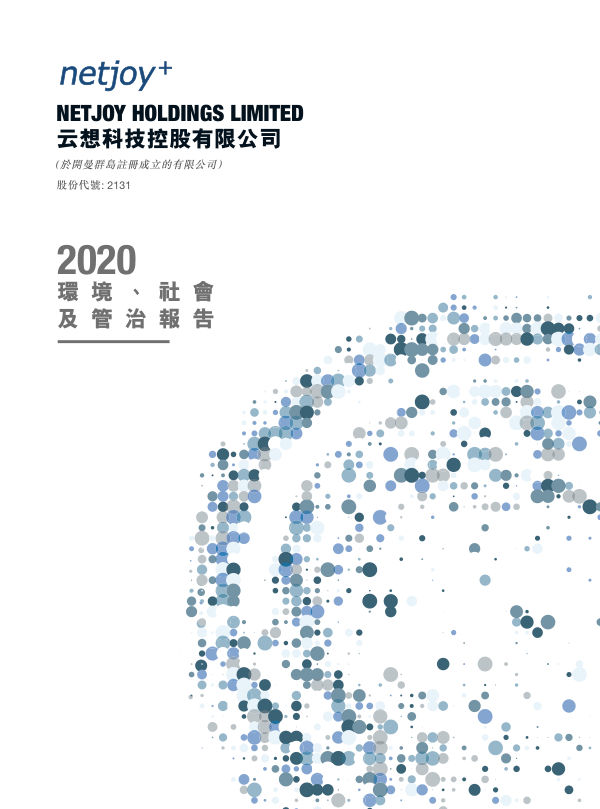 netjoy+
NETJOY HOLDINGS LIMITED
云想科技控股有限公司
(於開曼群島註冊成立的有限公司)
股份代號: 2131
2020
環境、社會
及管治報告